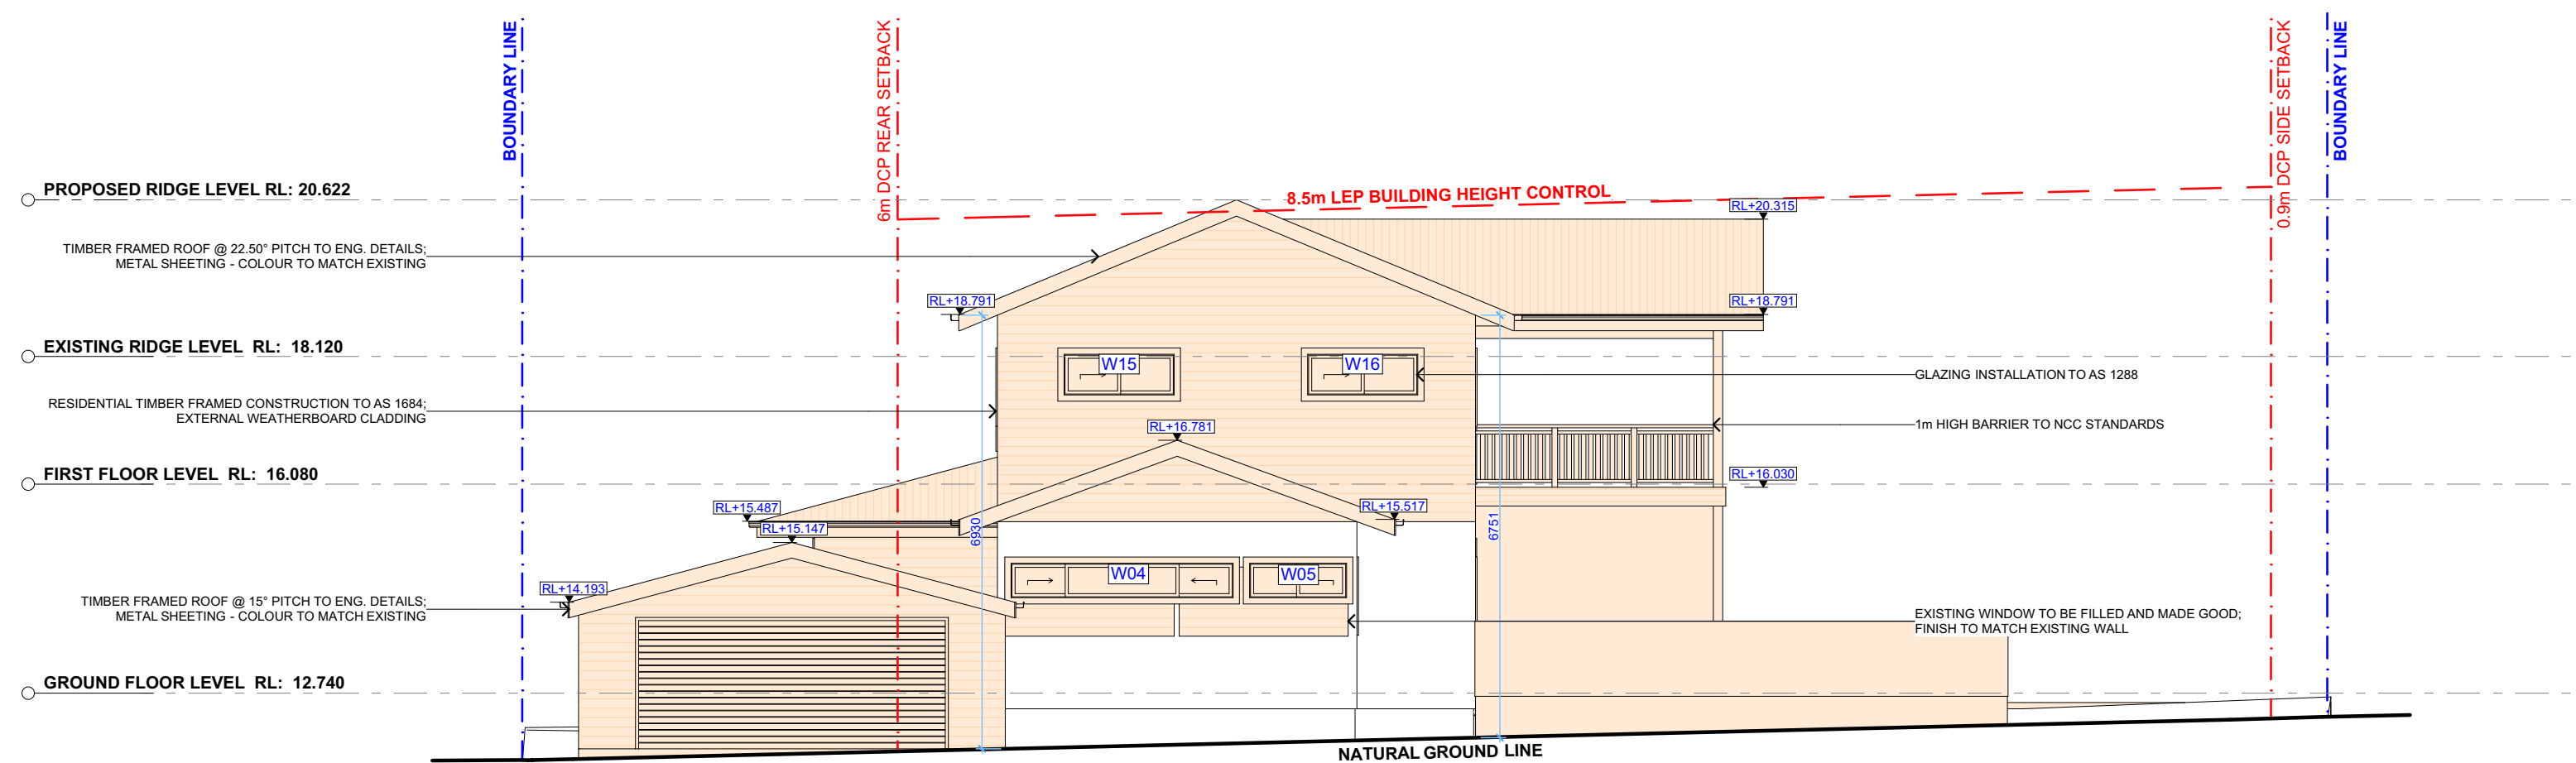 BOUNDARY LINE
6m DCP REAR SETBACK
0.9m DCP SIDE SETBACK
BOUNDARY LINE
PROPOSED RIDGE LEVEL RL: 20.622
8.5m LEP BUILDING HEIGHT CONTROL
RL+20.315
TIMBER FRAMED ROOF @ 22.50° PITCH TO ENG. DETAILS;
METAL SHEETING - COLOUR TO MATCH EXISTING
RL+18.791
RL+18.791
EXISTING RIDGE LEVEL RL: 18.120
W15
W16
GLAZING INSTALLATION TO AS 1288
RESIDENTIAL TIMBER FRAMED CONSTRUCTION TO AS 1684;
EXTERNAL WEATHERBOARD CLADDING
RL+16.781
1m HIGH BARRIER TO NCC STANDARDS
FIRST FLOOR LEVEL RL: 16.080
RL+16.030
RL+15.487
RL+15.517
RL+15.147
6930
6751
W04
W05
RL+14.193
TIMBER FRAMED ROOF @ 15° PITCH TO ENG. DETAILS;
METAL SHEETING - COLOUR TO MATCH EXISTING
EXISTING WINDOW TO BE FILLED AND MADE GOOD;
FINISH TO MATCH EXISTING WALL
GROUND FLOOR LEVEL RL: 12.740
NATURAL GROUND LINE